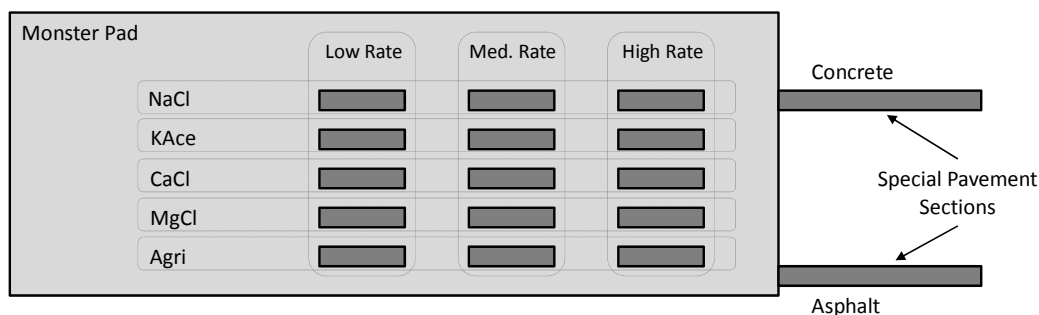 Monster Pad
Low Rate
Med. Rate
High Rate
NaCl
KAce
CaCl
MgCl
Agri
Concrete
Special Pavement
Sections
Asphalt